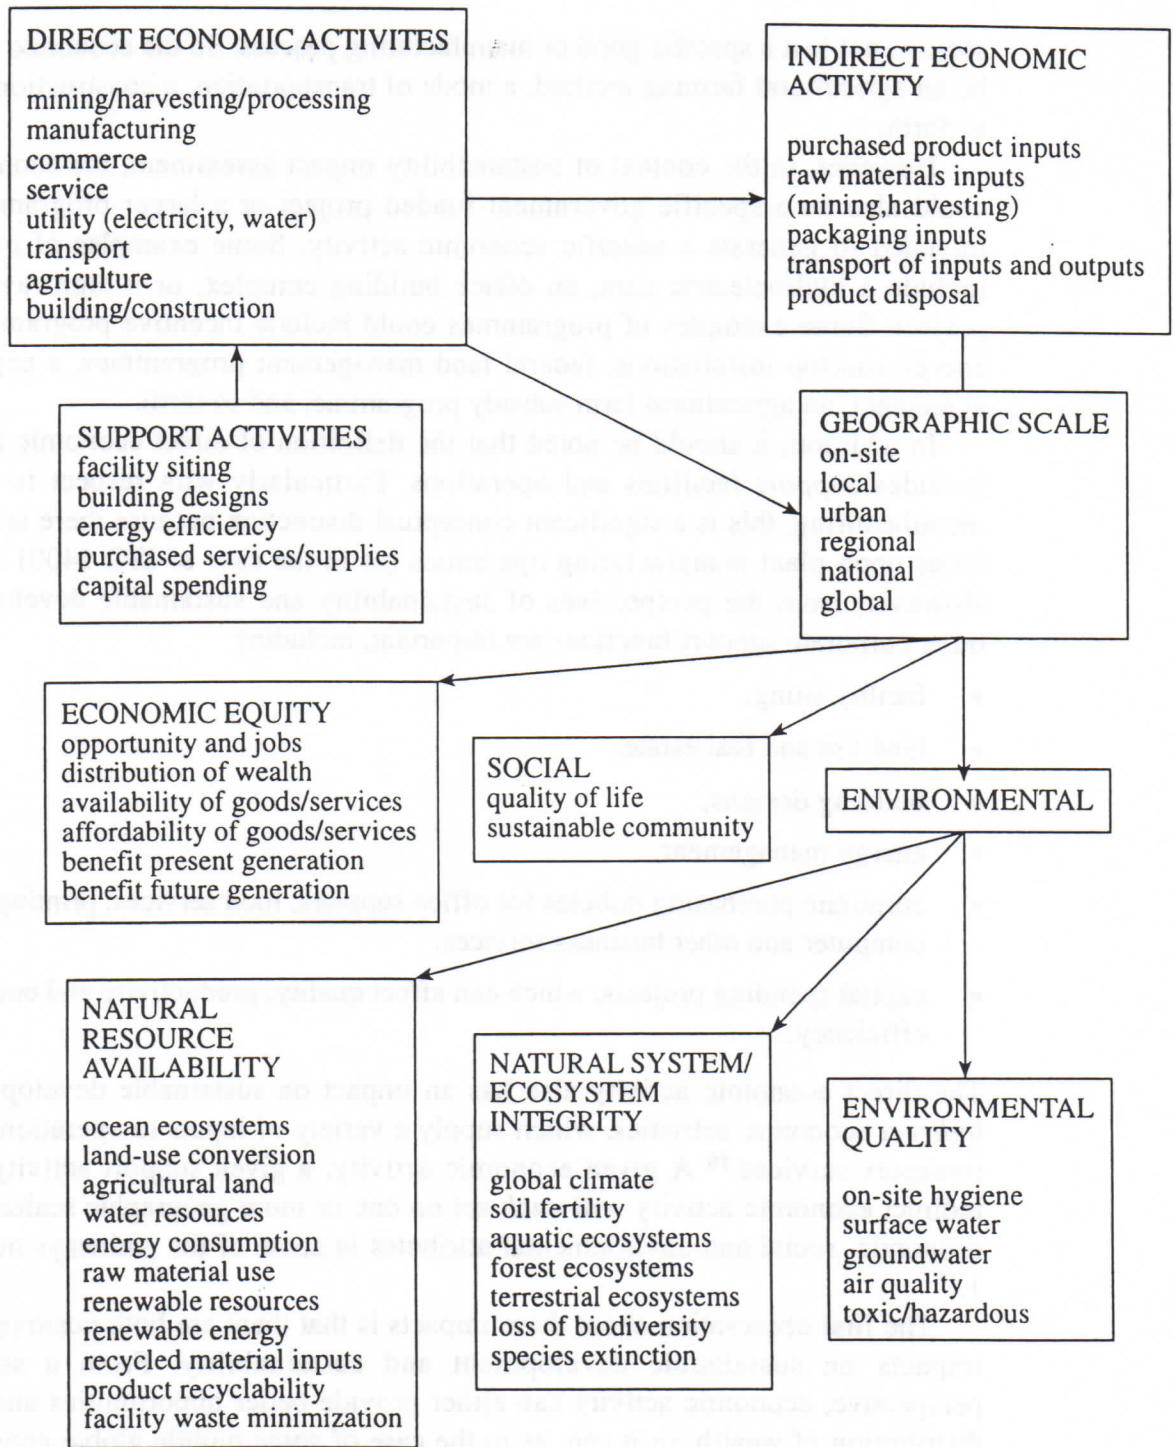 DIRECT ECONOMIC ACTIVITES
mining/harvesting/processing
manufacturing
commerce
service
utility (electricity, water)
transport
agriculture
building/construction
INDIRECT ECONOMIC
ACTIVITY
purchased product inputs
raw materials inputs
(mining,harvesting)
packaging inputs
transport of inputs and outputs
product disposal
SUPPORT ACTIVITIES
facility siting
building designs
energy efficiency
purchased services/supplies
capital spending
GEOGRAPHIC SCALE
on-site
local
urban
regional
national
global
ECONOMIC EQUITY
opportunity and jobs
distribution of wealth
availability of goods/services
affordability of goods/services
benefit present generation
benefit future generation
SOCIAL
quality of life
sustainable community
ENVIRONMENTAL
NATURAL
RESOURCE
AVAILABILITY
ocean ecosystems
land-use conversion
agricultural land
water resources
energy consumption
raw material use
renewable resources
renewable energy
recycled material inputs
product recyclability
facility waste minimization
NATURAL SYSTEM/
ECOSYSTEM
INTEGRITY
global climate
soil fertility
aquatic ecosystems
forest ecosystems
terrestrial ecosystems
loss of biodiversity
species extinction
ENVIRONMENTAL
QUALITY
on-site hygiene
surface water
groundwater
air quality
toxic/hazardous